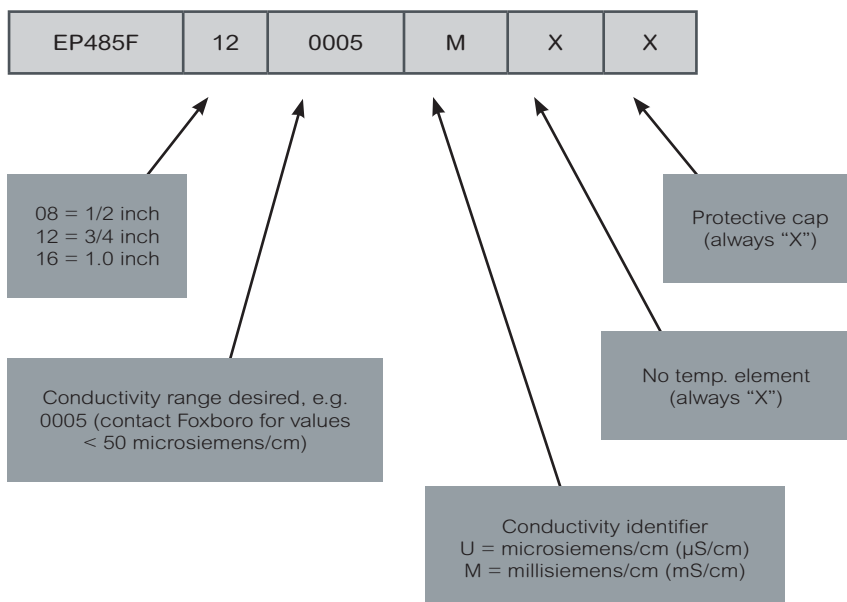 EP485F 12 0005 M X X
08 = 1/2 inch
12 = 3/4 inch
16 = 1.0 inch
Protective cap
(always “X”)
Conductivity range desired, e.g.
0005 (contact Foxboro for values
< 50 microsiemens/cm)
No temp. element
(always “X”)
Conductivity identifier
U = microsiemens/cm (µS/cm)
M = millisiemens/cm (mS/cm)